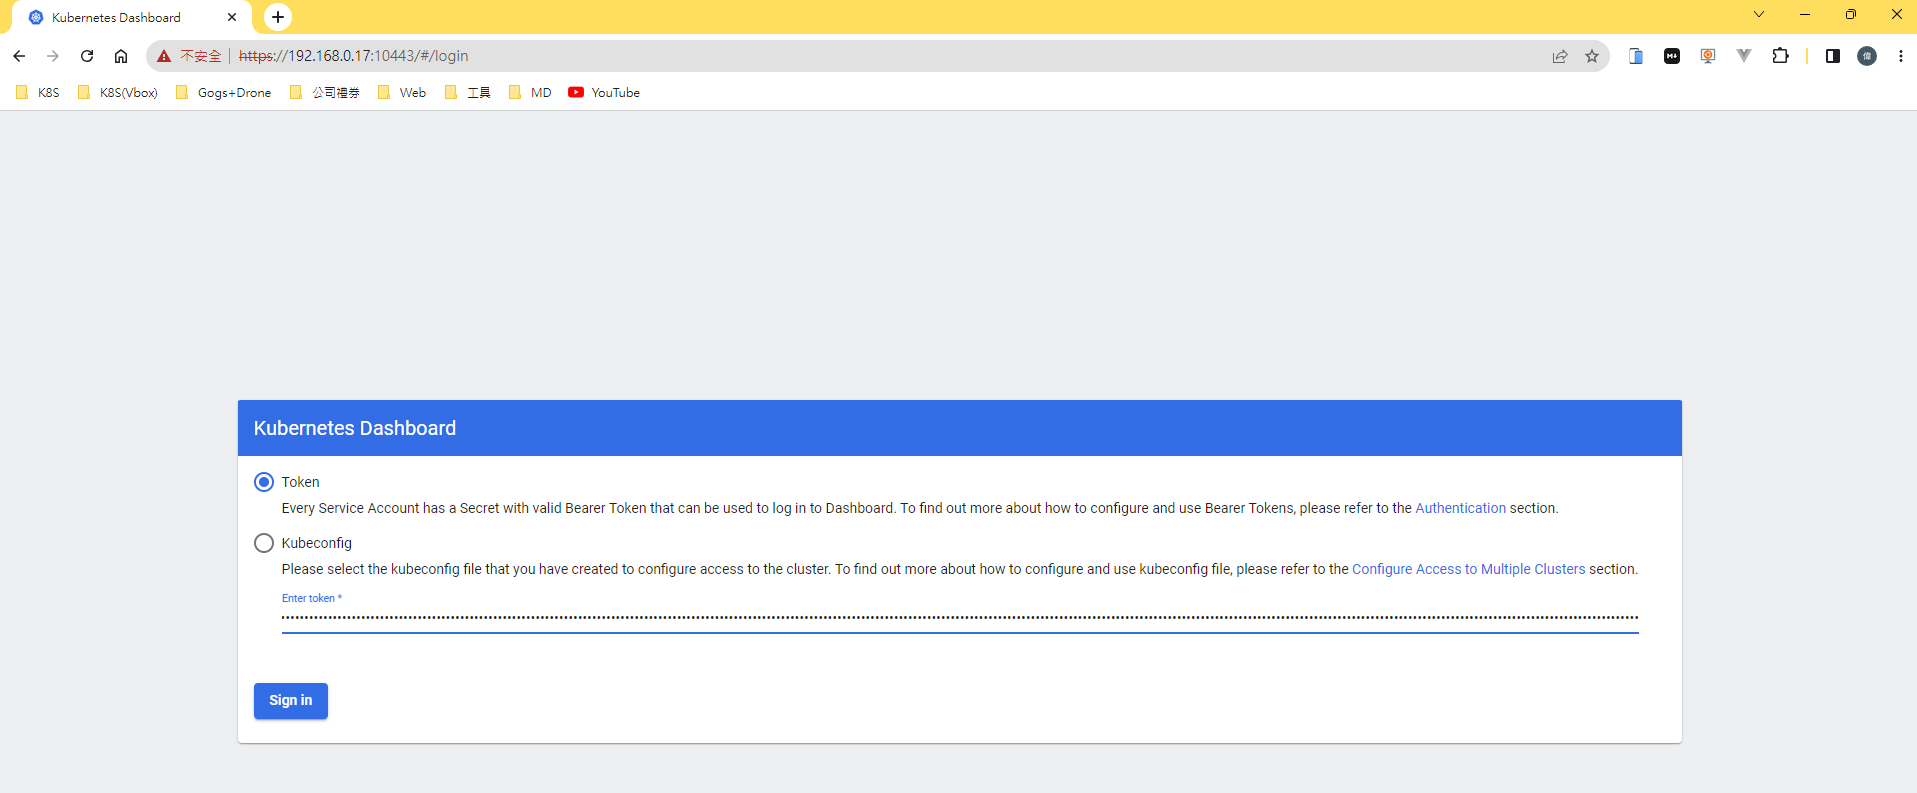 Kubernetes Dashboard
不安全 https://192.168.0.17:10443/#/login
K8S K8S(Vbox) Gogs+Drone 公司禮券 Web 工具 MD YouTube
Kubernetes Dashboard
Token
Every Service Account has a Secret with valid Bearer Token that can be used to log in to Dashboard. To find out more about how to configure and use Bearer Tokens, please refer to the Authentication section.
Kubeconfig
Please select the kubeconfig file that you have created to configure access to the cluster. To find out more about how to configure and use kubeconfig file, please refer to the Configure Access to Multiple Clusters section.
Enter token *
Sign in